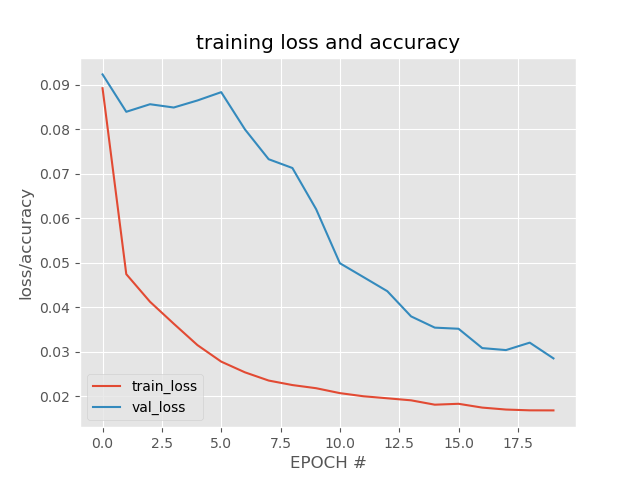 training loss and accuracy
0.09
0.08
0.07
0.06
0.05
0.04
0.03
0.02
loss/accuracy
train_loss
val_loss
0.0 2.5 5.0 7.5 10.0 12.5 15.0 17.5
EPOCH #